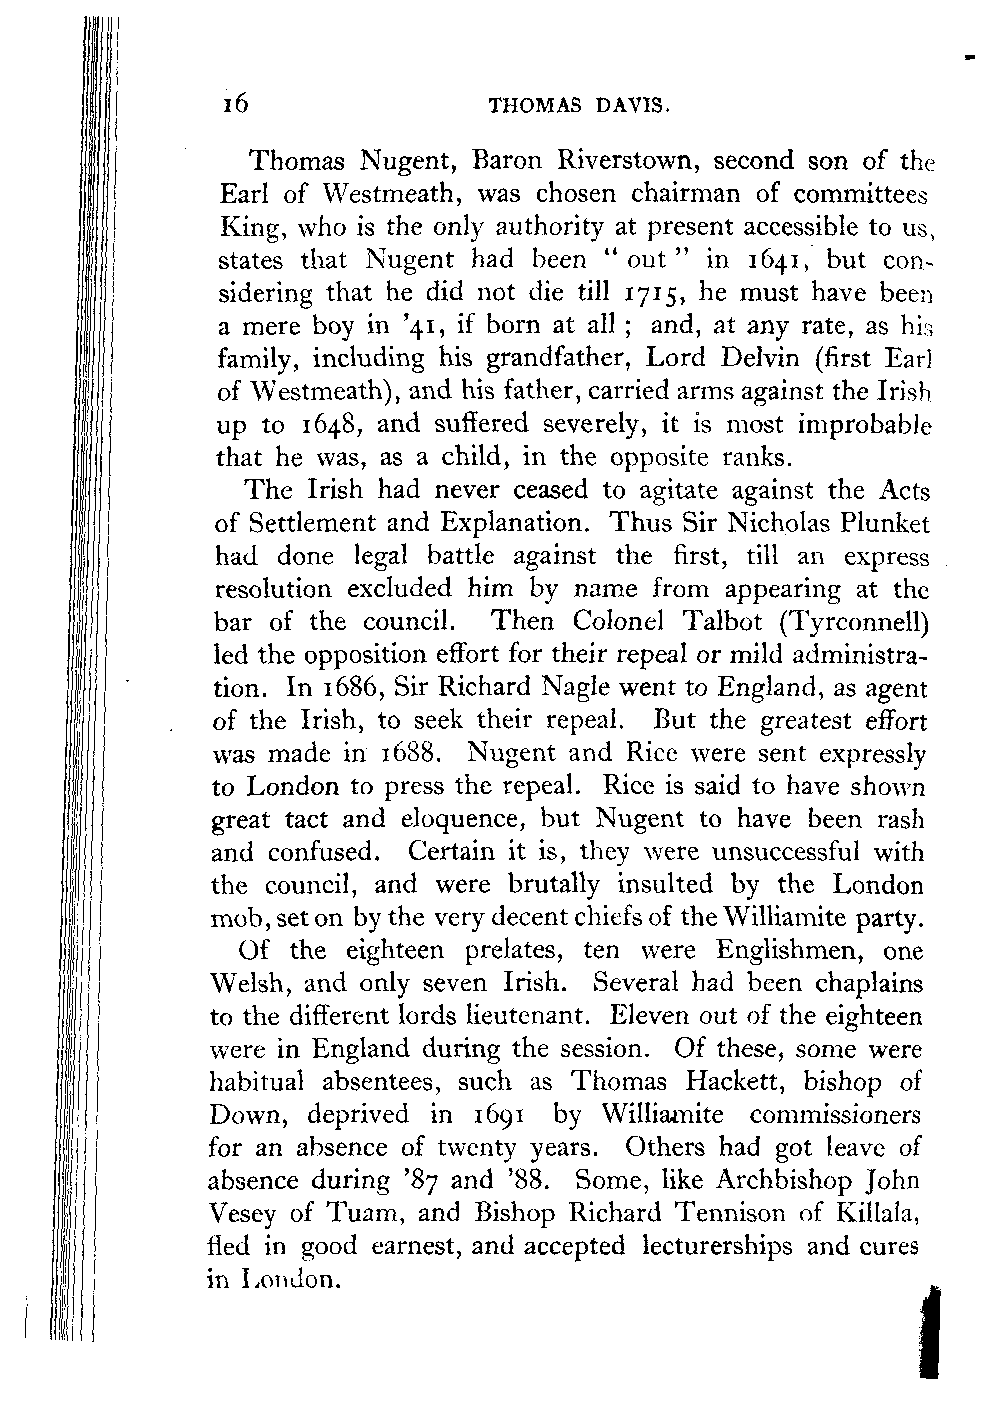 16 THOMAS DAVIS.
Thomas Nugent, Baron Riverstown, second son of the
Earl of Westmeath, was chosen chairman of committees
King, who is the only authority at present accessible to us,
states that Nugent had been “ out ” in 1641, but con-
sidering that he did not die till 1715, he must have been
a mere boy in ’41, if born at all ; and, at any rate, as his
family, including his grandfather, Lord Delvin (first Earl
of Westmeath), and his father, carried arms against the Irish
up to 1648, and suffered severely, it is most improbable
that he was, as a child, in the opposite ranks.
The Irish had never ceased to agitate against the Acts
of Settlement and Explanation. Thus Sir Nicholas Plunket
had done legal battle against the first, till an express
resolution excluded him by name from appearing at the
bar of the council. Then Colonel Talbot (Tyrconnell)
led the opposition effort for their repeal or mild administra-
tion. In 1686, Sir Richard Nagle went to England, as agent
of the Irish, to seek their repeal. But the greatest effort
was made in 1688. Nugent and Rice were sent expressly
to London to press the repeal. Rice is said to have shown
great tact and eloquence, but Nugent to have been rash
and confused. Certain it is, they were unsuccessful with
the council, and were brutally insulted by the London
mob, set on by the very decent chiefs of the Williamite party.
Of the eighteen prelates, ten were Englishmen, one
Welsh, and only seven Irish. Several had been chaplains
to the different lords lieutenant. Eleven out of the eighteen
were in England during the session. Of these, some were
habitual absentees, such as Thomas Hackett, bishop of
Down, deprived in 1691 by Williamite commissioners
for an absence of twenty years. Others had got leave of
absence during ’87 and ’88. Some, like Archbishop John
Vesey of Tuam, and Bishop Richard Tennison of Killala,
fled in good earnest, and accepted lecturerships and cures
in London.